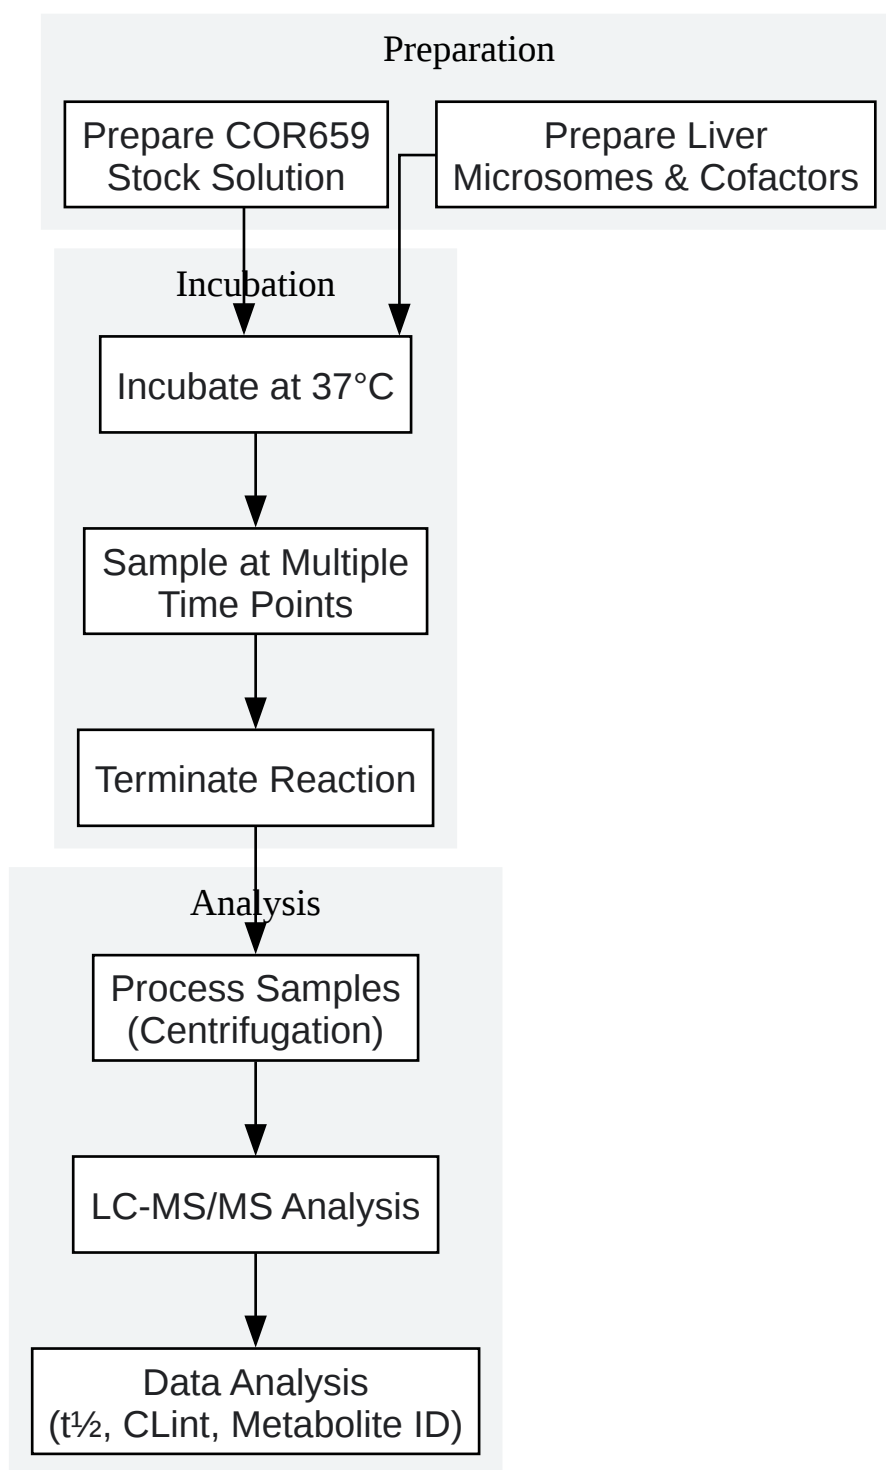 Preparation
Prepare COR659
Stock Solution
Prepare Liver
Microsomes & Cofactors
Incubation
Incubate at 37°C
Sample at Multiple
Time Points
Terminate Reaction
Analysis
Process Samples
(Centrifugation)
LC-MS/MS Analysis
Data Analysis
(t½, CLint, Metabolite ID)